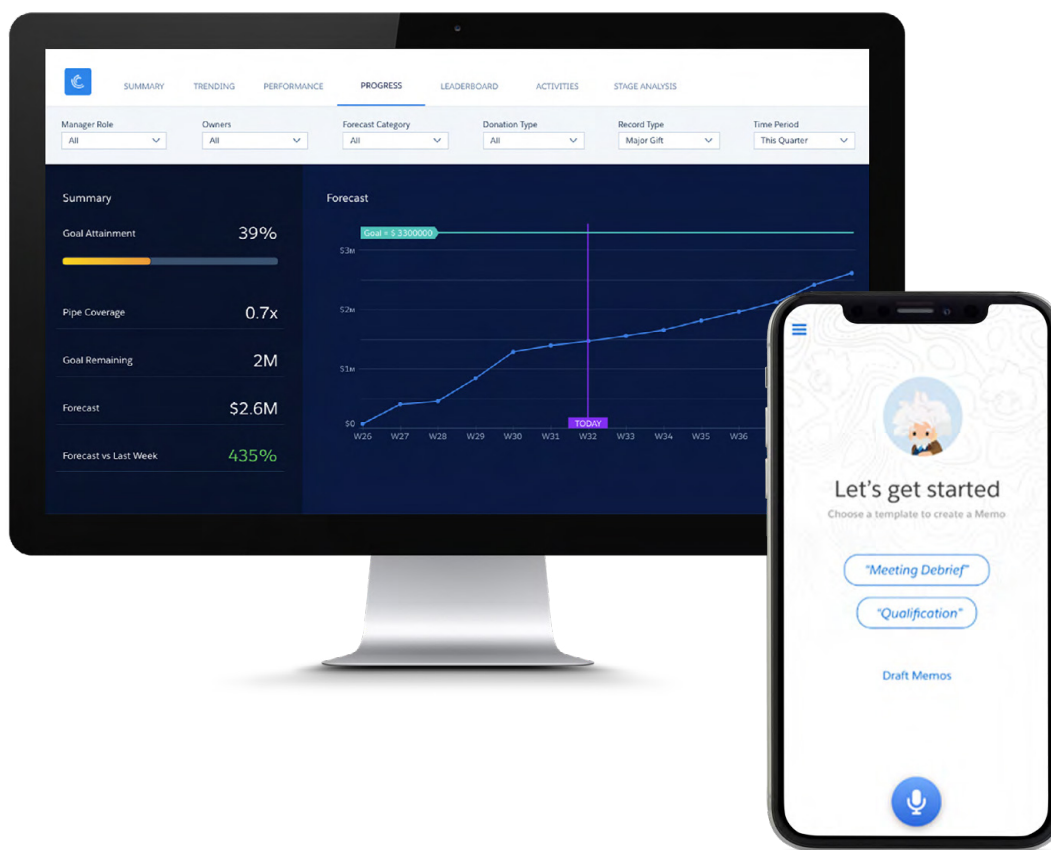 SUMMARY TRENDING PERFORMANCE PROGRESS LEADERBOARD ACTIVITIES STAGE ANALYSIS
Manager Role Owners Forecast Category Donation Type Record Type Time Period
All All All All Major Gift This Quarter
Summary
Goal Attainment 39%
Pipe Coverage 0.7x
Goal Remaining 2M
Forecast $2.6M
Forecast vs Last Week 435%
Forecast
Goal = $ 3300000
$3M
$2M
$1M
$0
TODAY
W26 W27 W28 W29 W30 W31 W32 W33 W34 W35 W36
Let's get started
Choose a template to create a Memo
"Meeting Debrief"
"Qualification"
Draft Memos